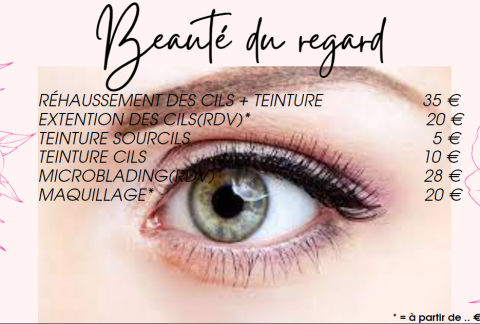 Beauté du regard
RÉHAUSSEMENT DES CILS + TEINTURE 35 €
EXTENTION DES CILS(RDV)* 20 €
TEINTURE SOURCILS 5 €
TEINTURE CILS 10 €
MICROBLADING(RDV) 28 €
MAQUILLAGE* 20 €
* = à partir de .. €